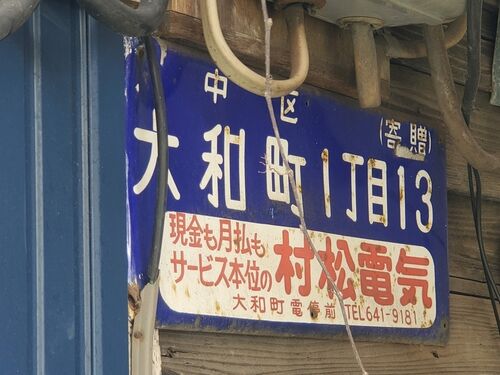 中区
(寄贈)
大和町1丁目13
現金も月払も
サービス本位の
村松電気
大和町電停前 TEL641-9181